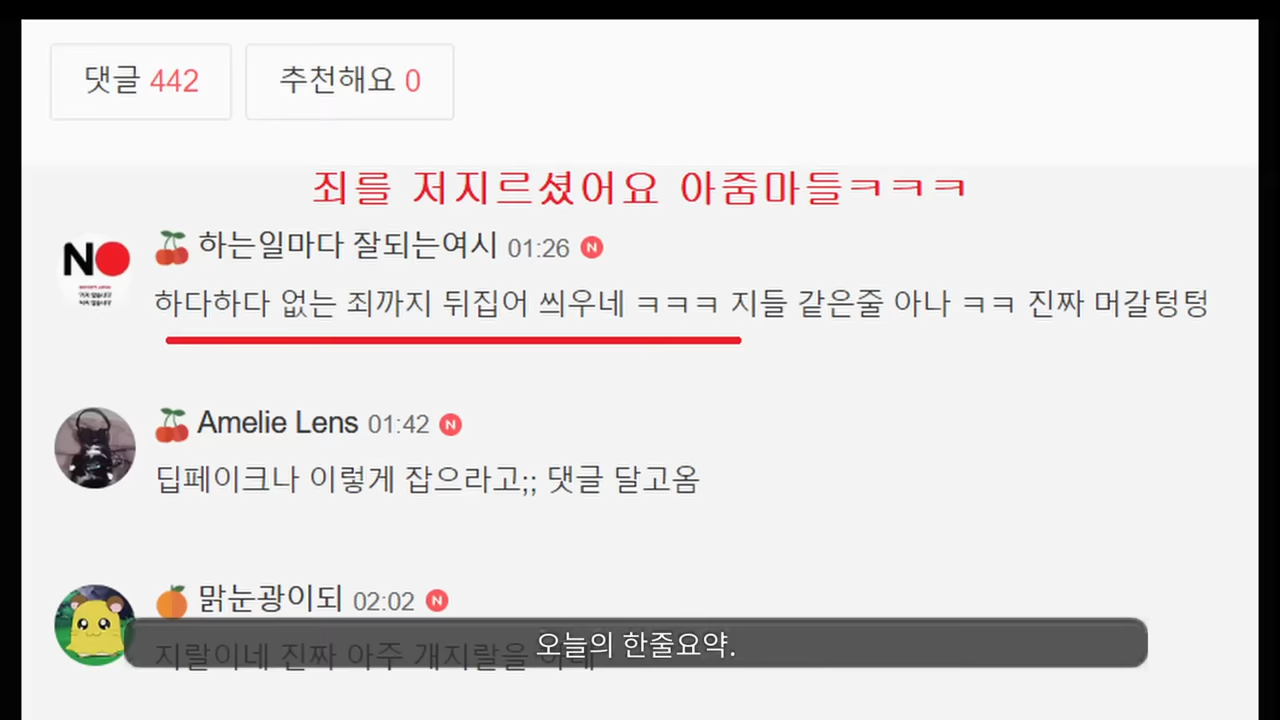 댓글 442
추천해요 0
죄를 저지르셨어요 아줌마들ㅋㅋㅋ
NO
하는일마다 잘되는여시 01:26 N
하다하다 없는 죄까지 뒤집어 씌우네 ㅋㅋㅋ 지들 같은줄 아나 ㅋㅋ 진짜 머갈텅텅
Amelie Lens 01:42 N
딥페이크나 이렇게 잡으라고;; 댓글 달고옴
맑눈광이되 02:02 N
지랄이네 진짜 아주 개지랄을
오늘의 한줄요약.